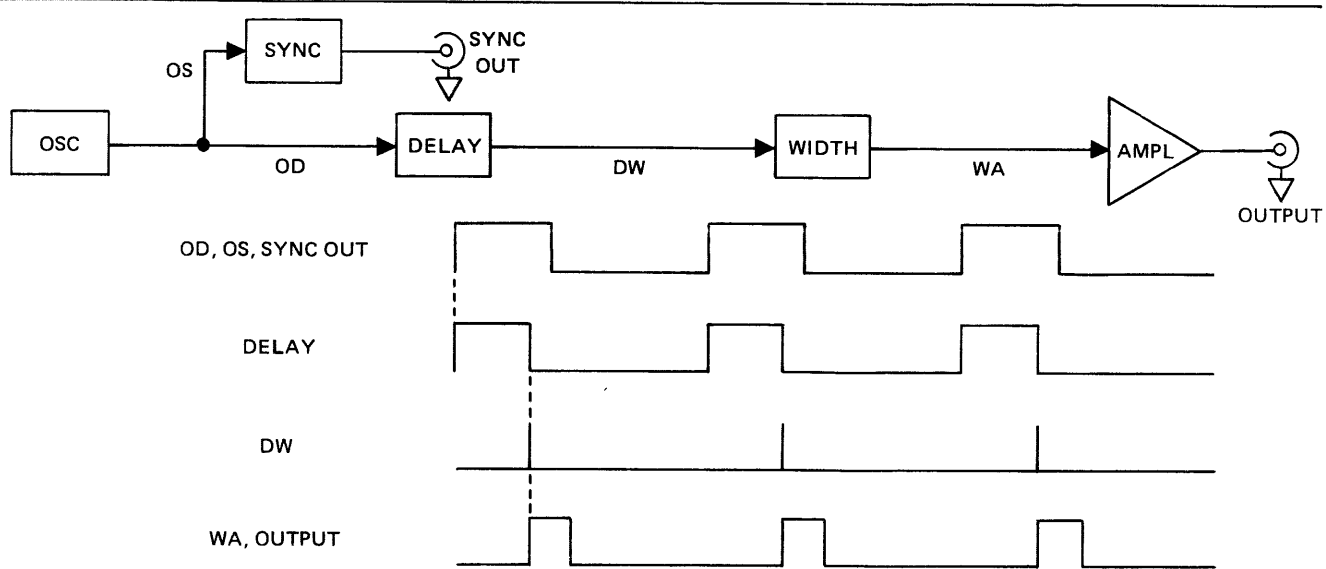 SYNC
SYNC
OUT
OS
OSC
DELAY
WIDTH
AMPL
OD
DW
WA
OUTPUT
OD, OS, SYNC OUT
DELAY
DW
WA, OUTPUT